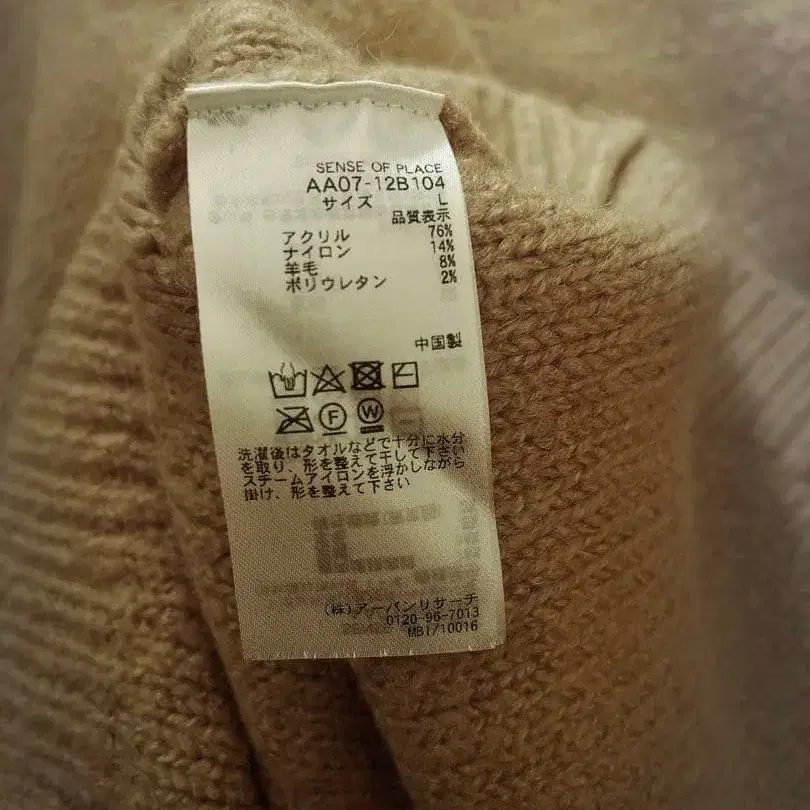 SENSE OF PLACE
AA07-12B104
サイズ L
品質表示
アクリル 76%
ナイロン 14%
羊毛 8%
ポリウレタン 2%
中国製
F W
洗濯後はタオルなどで十分に水分
を取り、形を整えて干して下さい
スチームアイロンを浮かしながら
掛け、形を整えて下さい
(株)アーバンリサーチ
0120-96-7013
MBI/10016